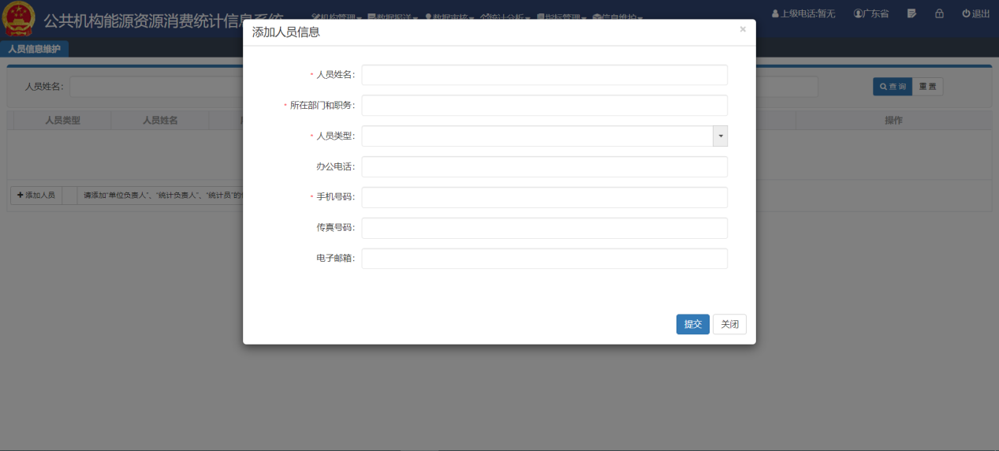 公共机构能源资源消费统计信息系统
机构管理 数据报送 数据审核 统计分析 指标管理 信息维护
上级电话:暂无 广东省 退出
添加人员信息 ×
人员信息维护
* 人员姓名:
人员姓名:
查询 重置
* 所在部门和职务:
人员类型 人员姓名 操作
* 人员类型:
办公电话:
添加人员 请添加"单位负责人"、"统计负责人"、"统计员"的
* 手机号码:
传真号码:
电子邮箱:
提交 关闭